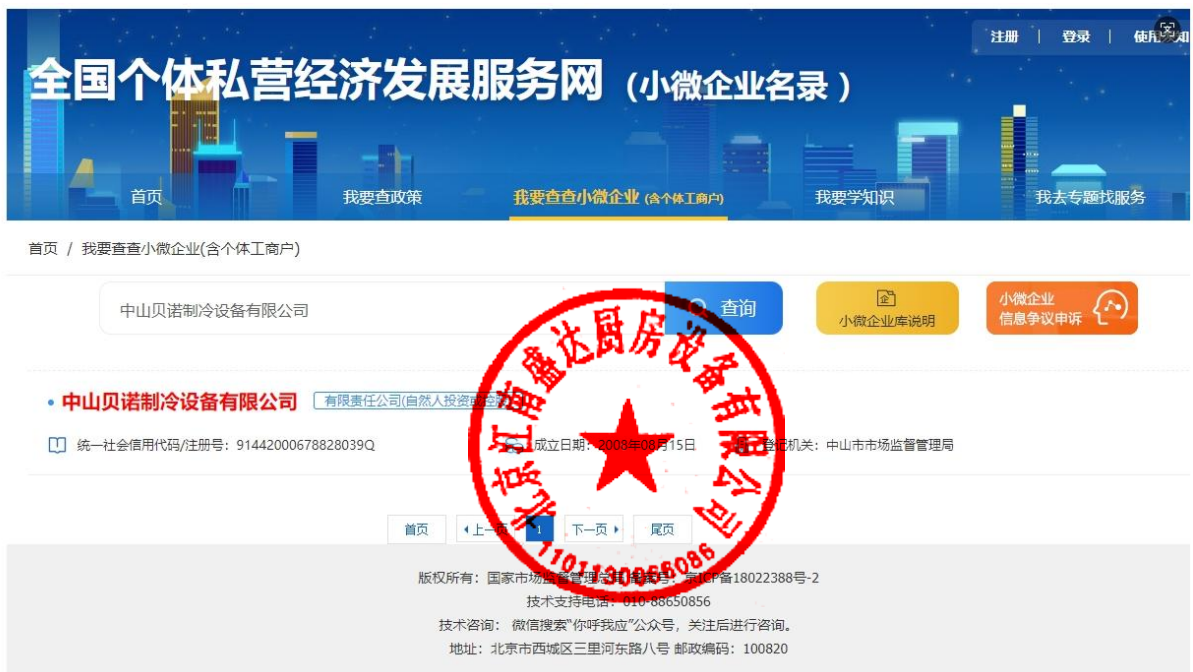 注册 | 登录 | 使用须知
全国个体私营经济发展服务网（小微企业名录）
首页 我要查政策 我要查查小微企业 (含个体工商户) 我要学知识 我去专题找服务
首页 / 我要查查小微企业(含个体工商户)
中山贝诺制冷设备有限公司 查询 企 小微企业库说明
小微企业
信息争议申诉
• 中山贝诺制冷设备有限公司 有限责任公司(自然人投资或控股)
统一社会信用代码/注册号：91442000678828039Q 成立日期：2008年08月15日 登记机关：中山市市场监督管理局
首页 上一页 1 下一页 尾页
版权所有：国家市场监督管理总局 备案号：京ICP备18022388号-2
技术支持电话：010-88650856
技术咨询： 微信搜索“你呼我应”公众号，关注后进行咨询。
地址：北京市西城区三里河东路八号 邮政编码：100820
北京江南盛达厨房设备有限公司
1101130066086